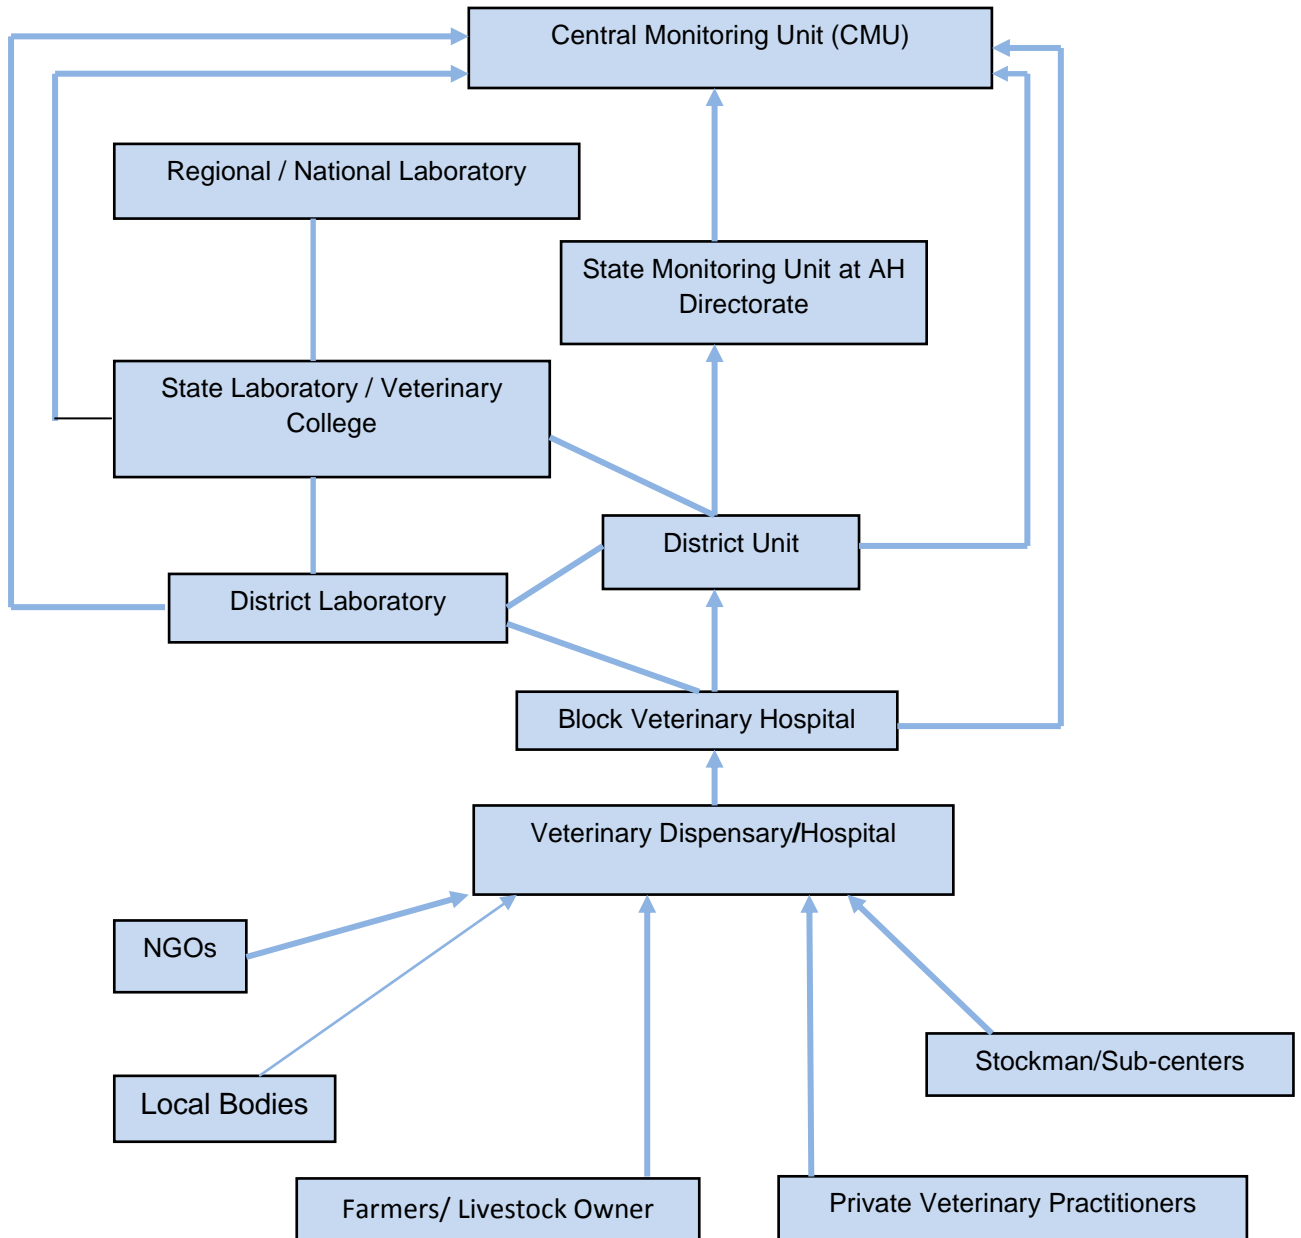 Central Monitoring Unit (CMU)
Regional / National Laboratory
State Monitoring Unit at AH
Directorate
State Laboratory / Veterinary
College
District Unit
District Laboratory
Block Veterinary Hospital
Veterinary Dispensary/Hospital
NGOs
Stockman/Sub-centers
Local Bodies
Farmers/ Livestock Owner
Private Veterinary Practitioners